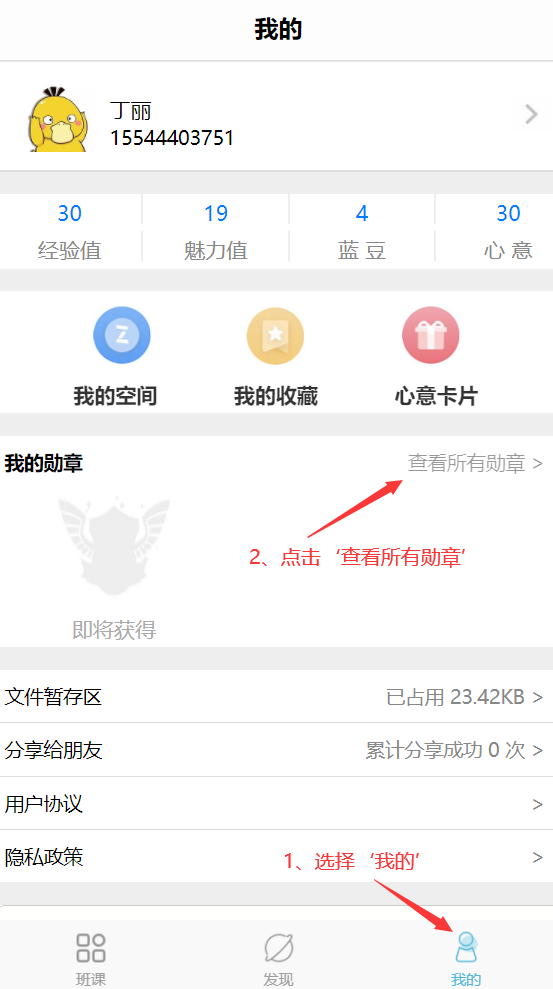 我的
丁丽
15544403751
30 19 4 30
经验值 魅力值 蓝 豆 心 意
Z
我的空间 我的收藏 心意卡片
我的勋章 查看所有勋章 >
2、点击‘查看所有勋章’
即将获得
文件暂存区 已占用 23.42KB >
分享给朋友 累计分享成功 0 次 >
用户协议 >
隐私政策 >
1、选择‘我的’
班课 发现 我的